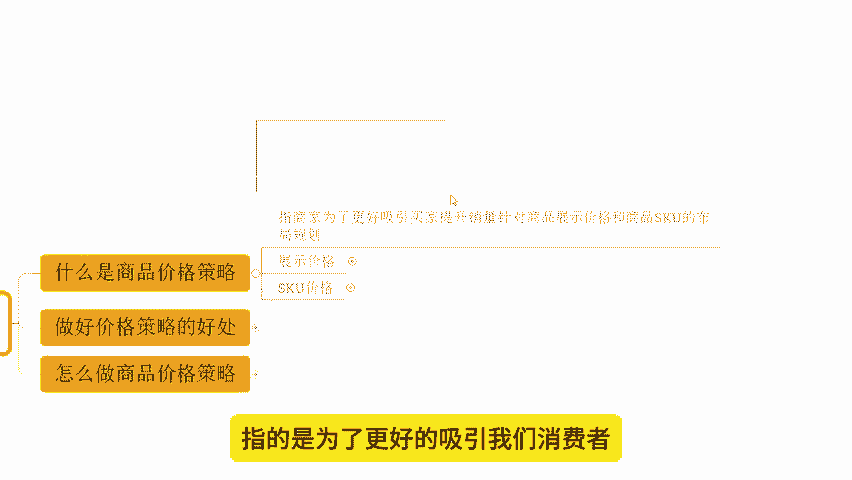 指商家为了更好吸引买家提升销量针对商品展示价格和商品SKU的布
局规划
什么是商品价格策略
展示价格
SKU价格
做好价格策略的好处
怎么做商品价格策略
指的是为了更好的吸引我们消费者